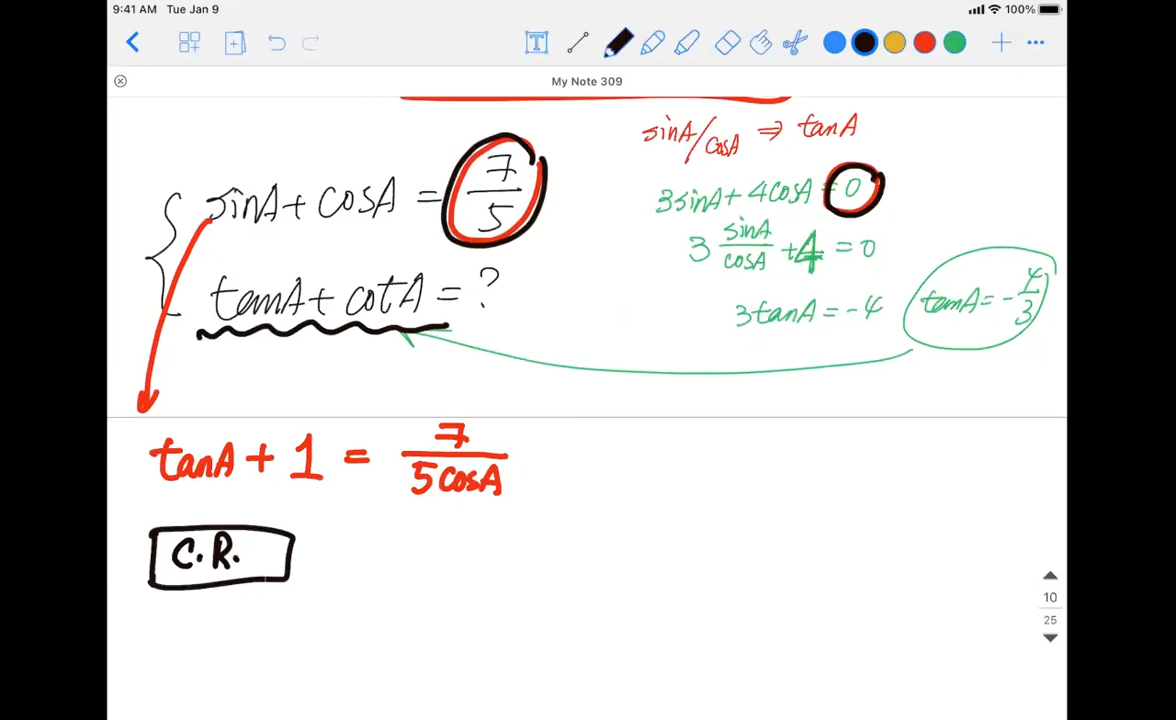 9:41 AM Tue Jan 9
100%
My Note 309
sinA/cosA ⇒ tanA
sinA + cosA = 7/5
3sinA + 4cosA = 0
3 sinA/cosA + 4 = 0
tanA + cotA = ?
3tanA = -4
tanA = -4/3
tanA + 1 = 7/5cosA
C.R.
10
25